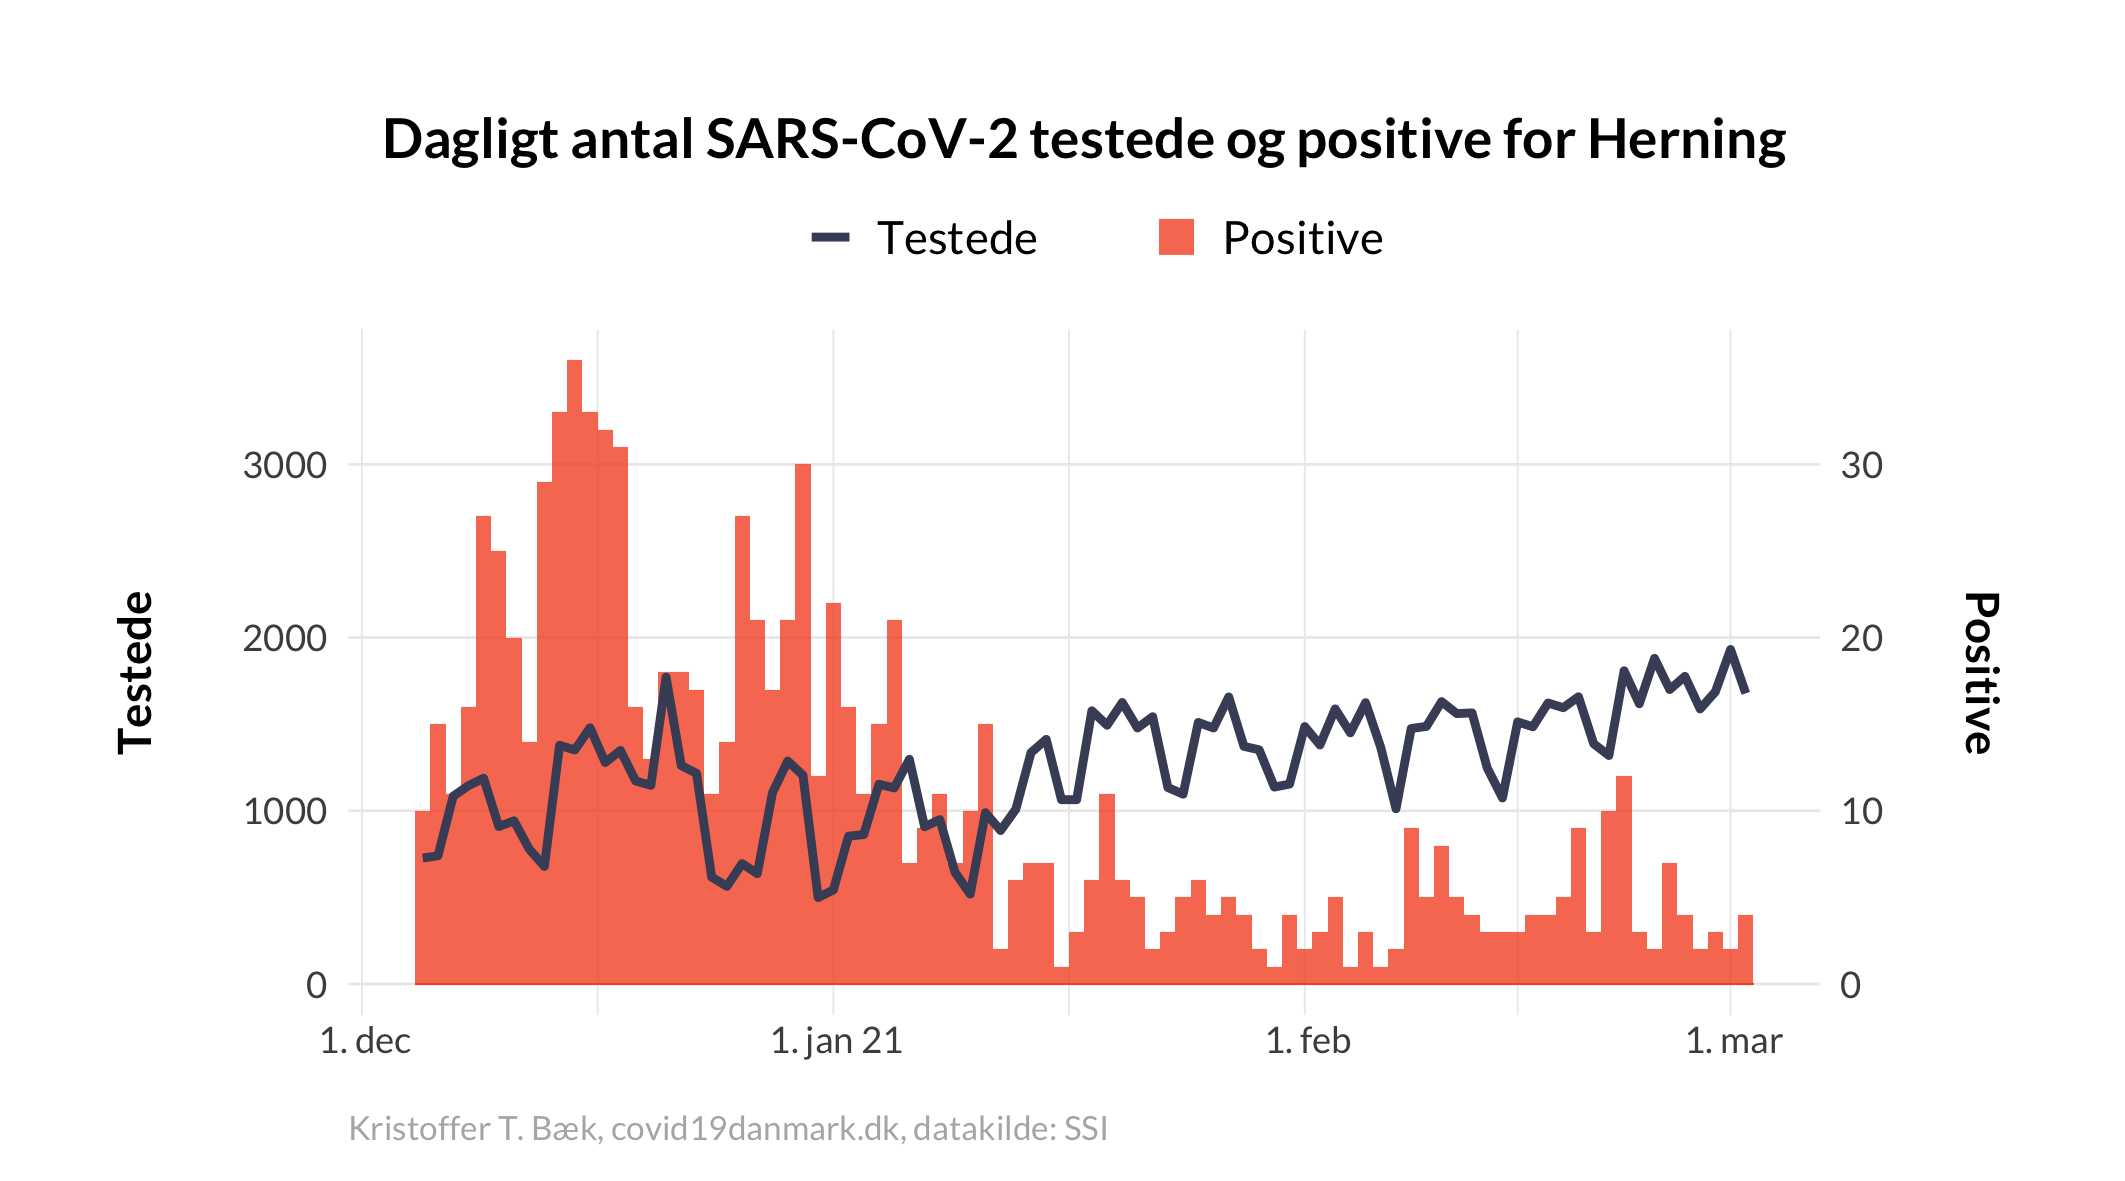 Dagligt antal SARS-CoV-2 testede og positive for Herning
Testede
Positive
3000
2000
1000
0
30
20
10
0
Testede
Positive
1. dec
1. jan 21
1. feb
1. mar
Kristoffer T. Bæk, covid19danmark.dk, datakilde: SSI